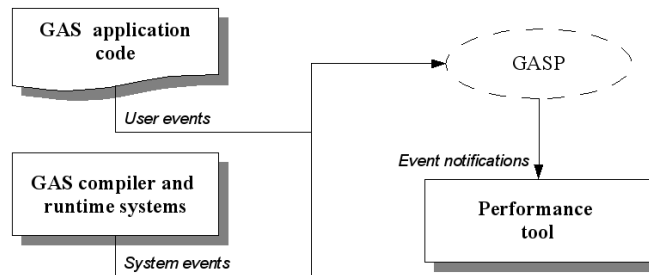 GAS application
code
User events
GASP
Event notifications
GAS compiler and
runtime systems
System events
Performance
tool